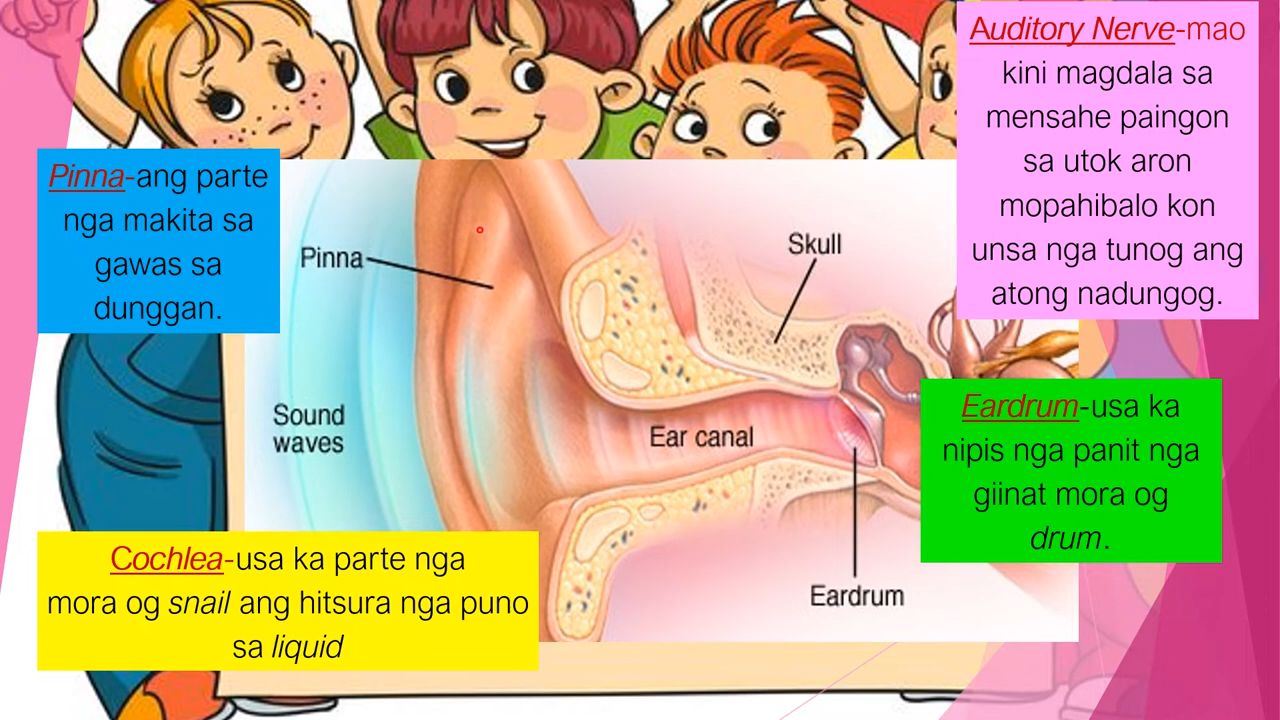 Auditory Nerve-mao
kini magdala sa
mensahe paingon
sa utok aron
mopahibalo kon
unsa nga tunog ang
atong nadungog.
Pinna-ang parte
nga makita sa
gawas sa
dunggan.
Pinna
Skull
Sound
waves
Ear canal
Eardrum-usa ka
nipis nga panit nga
giinat mora og
drum.
Cochlea-usa ka parte nga
mora og snail ang hitsura nga puno
sa liquid
Eardrum